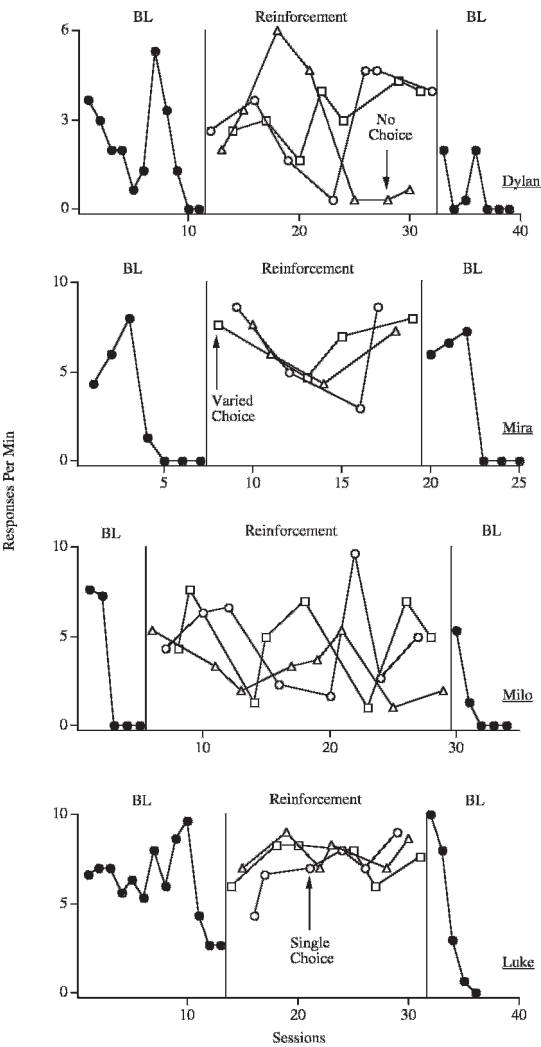 BL Reinforcement BL
6
3
0
No
Choice
Dylan
10 20 30 40
BL Reinforcement BL
10
5
0
Varied
Choice
Mira
5 10 15 20 25
Responses Per Min
BL Reinforcement BL
10
5
0
Milo
10 20 30
BL Reinforcement BL
10
5
0
Single
Choice
Luke
10 20 30 40
Sessions